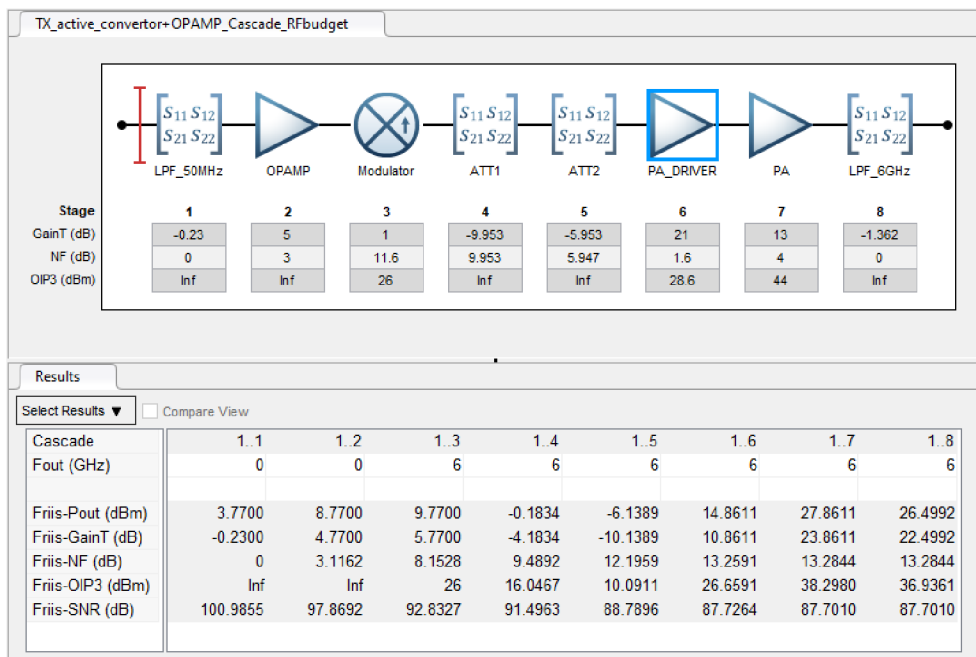 TX_active_convertor+OPAMP_Cascade_RFbudget
S11 S12 S11 S12 S11 S12 S11 S12
S21 S22 S21 S22 S21 S22 S21 S22
LPF_50MHz OPAMP Modulator ATT1 ATT2 PA_DRIVER PA LPF_6GHz
Stage 1 2 3 4 5 6 7 8
GainT (dB) -0.23 5 1 -9.953 -5.953 21 13 -1.362
NF (dB) 0 3 11.6 9.953 5.947 1.6 4 0
OIP3 (dBm) Inf Inf 26 Inf Inf 28.6 44 Inf
Results
Select Results ▼ Compare View
Cascade 1..1 1..2 1..3 1..4 1..5 1..6 1..7 1..8
Fout (GHz) 0 0 6 6 6 6 6 6
Friis-Pout (dBm) 3.7700 8.7700 9.7700 -0.1834 -6.1389 14.8611 27.8611 26.4992
Friis-GainT (dB) -0.2300 4.7700 5.7700 -4.1834 -10.1389 10.8611 23.8611 22.4992
Friis-NF (dB) 0 3.1162 8.1528 9.4892 12.1959 13.2591 13.2844 13.2844
Friis-OIP3 (dBm) Inf Inf 26 16.0467 10.0911 26.6591 38.2980 36.9361
Friis-SNR (dB) 100.9855 97.8692 92.8327 91.4963 88.7896 87.7264 87.7010 87.7010